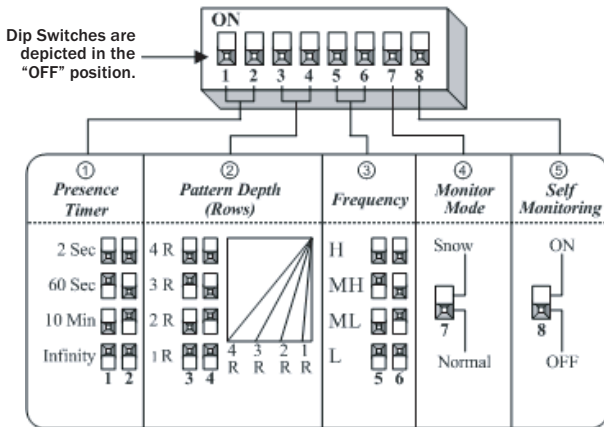 Dip Switches are
depicted in the
“OFF” position.
ON
1 2 3 4 5 6 7 8
① ② ③ ④ ⑤
Presence
Timer
Pattern Depth
(Rows)
Frequency
Monitor
Mode
Self
Monitoring
2 Sec
60 Sec
10 Min
Infinity
1 2
4 R
3 R
2 R
1 R
3 4
4 3 2 1
R R R R
H
MH
ML
L
5 6
Snow
7
Normal
ON
8
OFF